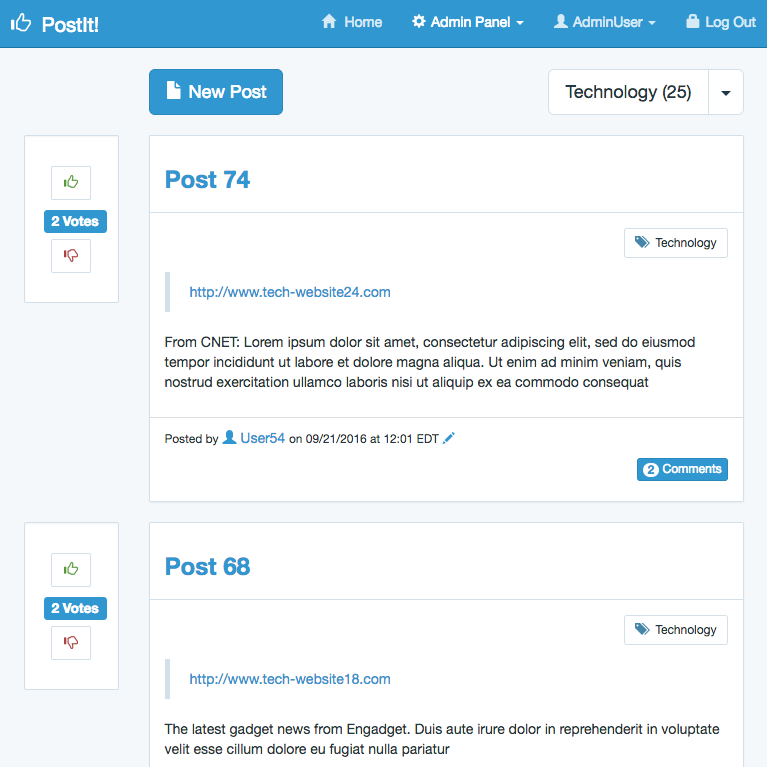 PostIt!
Home
Admin Panel
AdminUser
Log Out
New Post
Technology (25)
2 Votes
Post 74
Technology
http://www.tech-website24.com
From CNET: Lorem ipsum dolor sit amet, consectetur adipiscing elit, sed do eiusmod
tempor incididunt ut labore et dolore magna aliqua. Ut enim ad minim veniam, quis
nostrud exercitation ullamco laboris nisi ut aliquip ex ea commodo consequat
Posted by User54 on 09/21/2016 at 12:01 EDT
2 Comments
2 Votes
Post 68
Technology
http://www.tech-website18.com
The latest gadget news from Engadget. Duis aute irure dolor in reprehenderit in voluptate
velit esse cillum dolore eu fugiat nulla pariatur